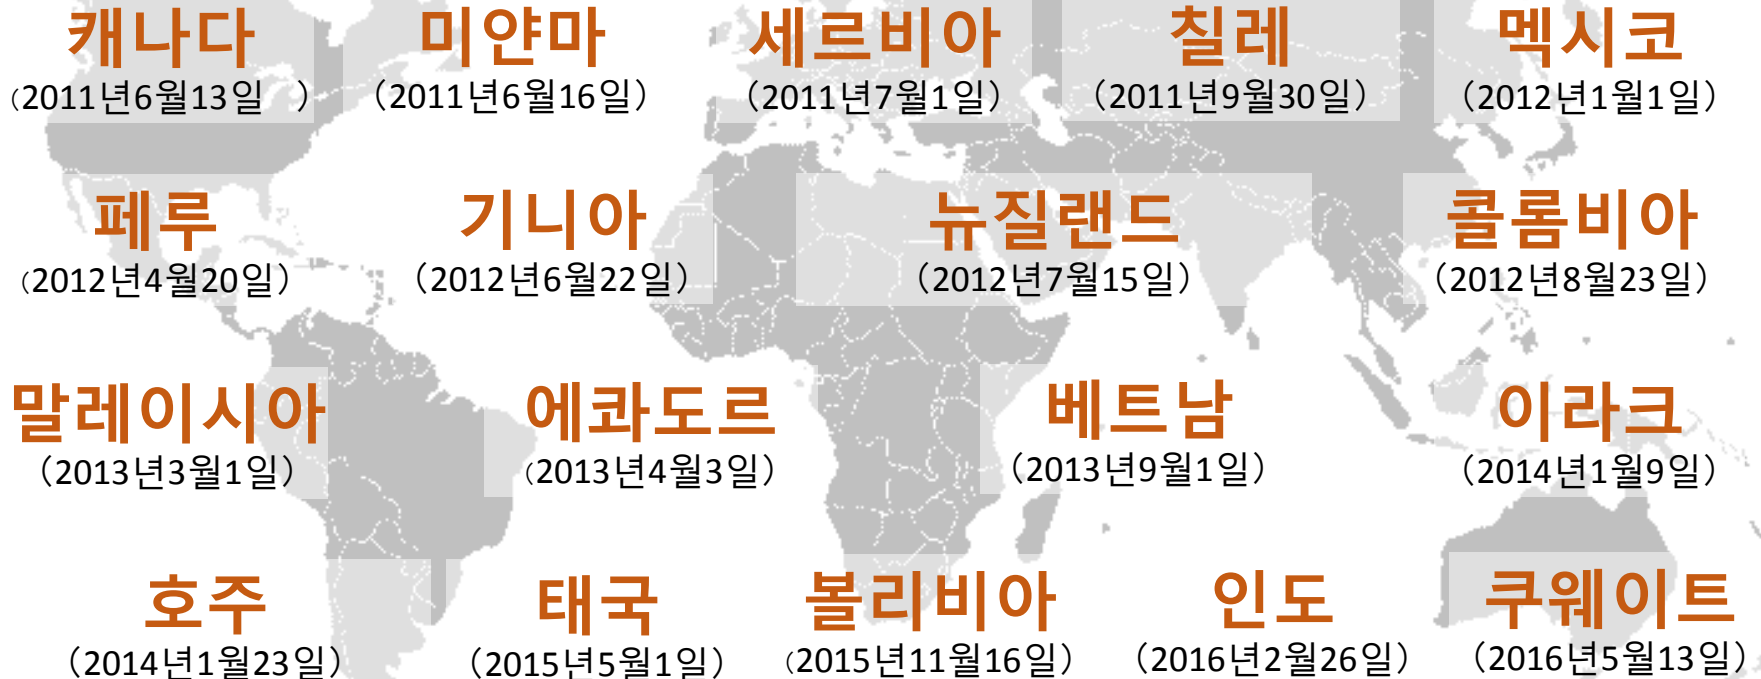 캐나다 미얀마 세르비아 칠레 멕시코
(2011년6월13일 ) (2011년6월16일) (2011년7월1일) (2011년9월30일) (2012년1월1일)
페루 기니아 뉴질랜드 콜롬비아
(2012년4월20일) (2012년6월22일) (2012년7월15일) (2012년8월23일)
말레이시아 에콰도르 베트남 이라크
(2013년3월1일) (2013년4월3일) (2013년9월1일) (2014년1월9일)
호주 태국 볼리비아 인도 쿠웨이트
(2014년1월23일) (2015년5월1일) (2015년11월16일) (2016년2월26일) (2016년5월13일)